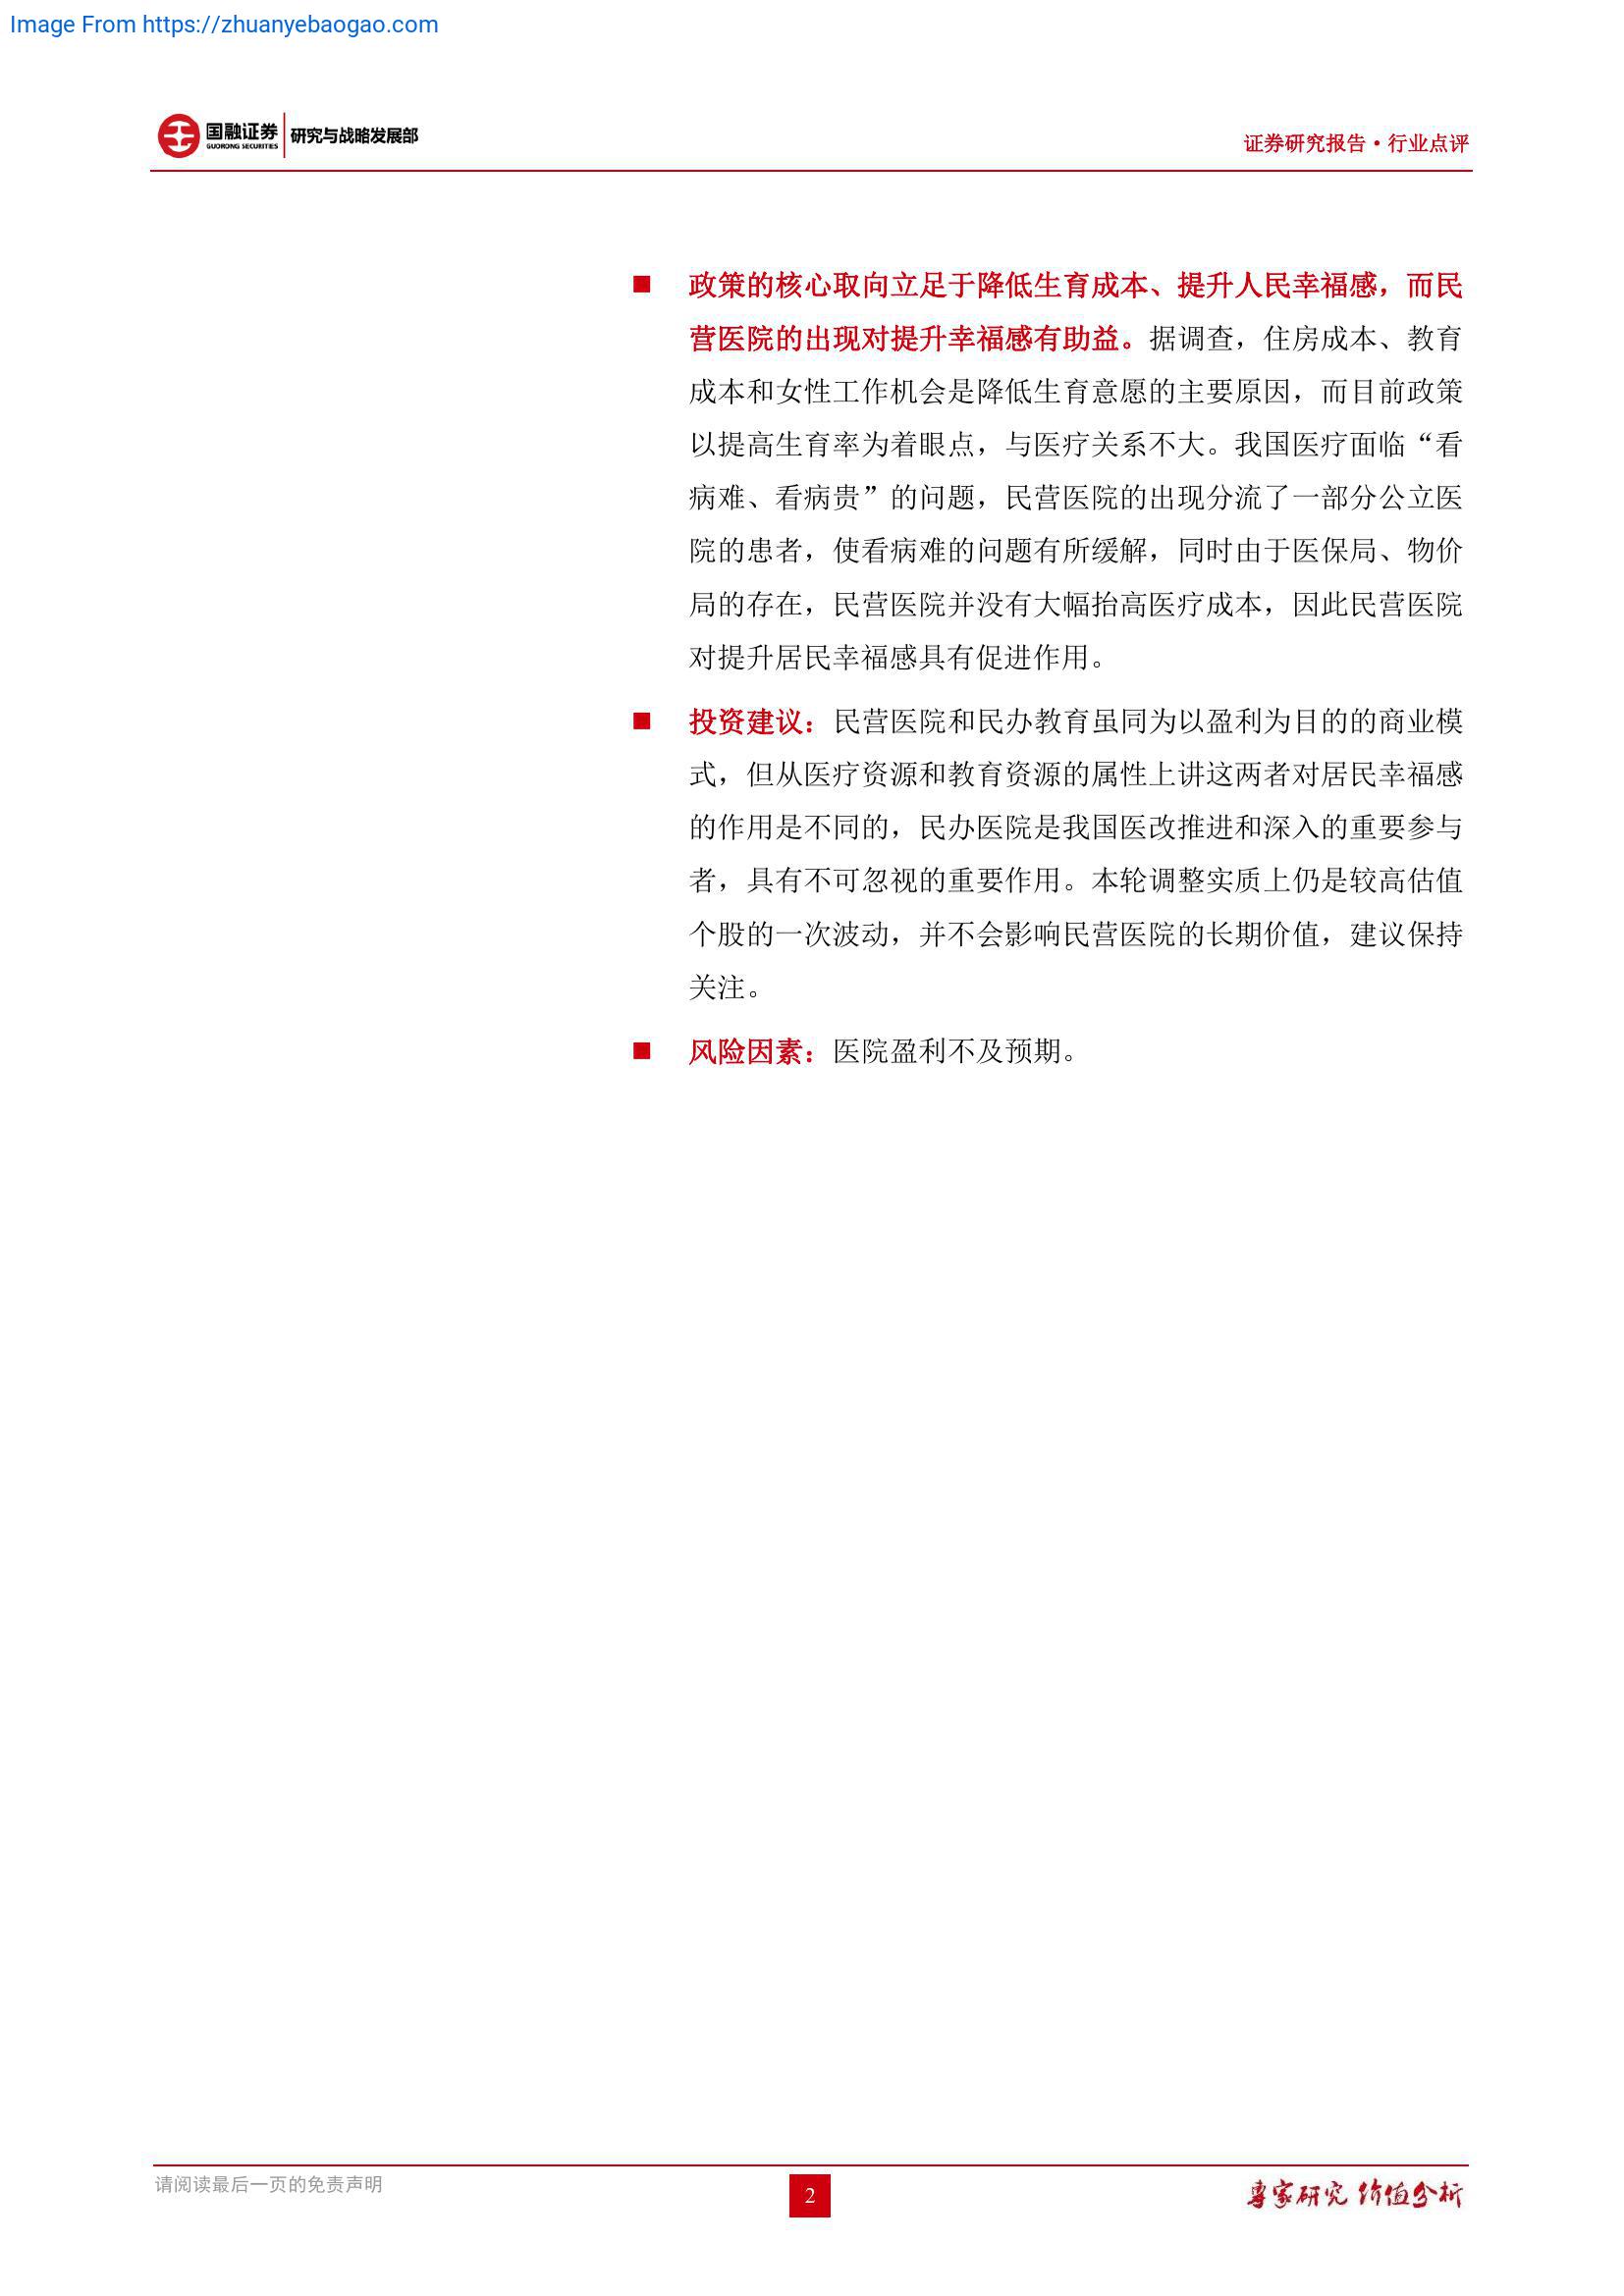 Image From https://zhuanyebaogao.com
国融证券
GUORONG SECURITIES
研究与战略发展部
证券研究报告·行业点评
政策的核心取向立足于降低生育成本、提升人民幸福感，而民
营医院的出现对提升幸福感有助益。据调查，住房成本、教育
成本和女性工作机会是降低生育意愿的主要原因，而目前政策
以提高生育率为着眼点，与医疗关系不大。我国医疗面临“看
病难、看病贵”的问题，民营医院的出现分流了一部分公立医
院的患者，使看病难的问题有所缓解，同时由于医保局、物价
局的存在，民营医院并没有大幅抬高医疗成本，因此民营医院
对提升居民幸福感具有促进作用。
投资建议：民营医院和民办教育虽同为以盈利为目的的商业模
式，但从医疗资源和教育资源的属性上讲这两者对居民幸福感
的作用是不同的，民办医院是我国医改推进和深入的重要参与
者，具有不可忽视的重要作用。本轮调整实质上仍是较高估值
个股的一次波动，并不会影响民营医院的长期价值，建议保持
关注。
风险因素：医院盈利不及预期。
请阅读最后一页的免责声明
2
專家研究 价值分析